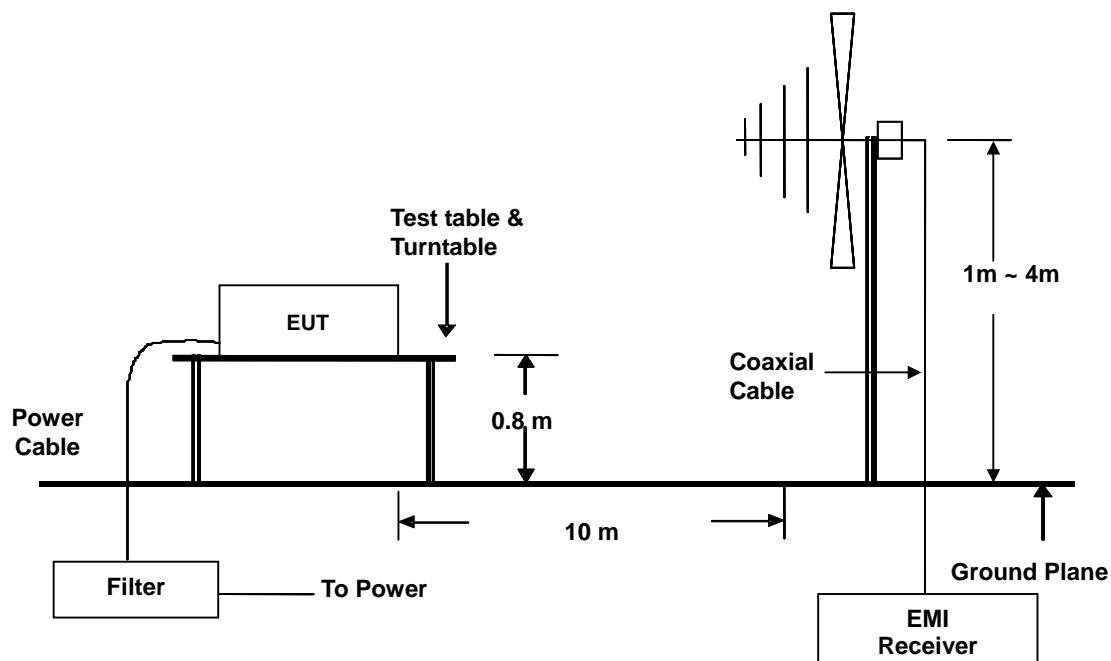 Test table &
Turntable
EUT
1m ~ 4m
Coaxial
Cable
0.8 m
Power
Cable
10 m
Filter
To Power
Ground Plane
EMI
Receiver